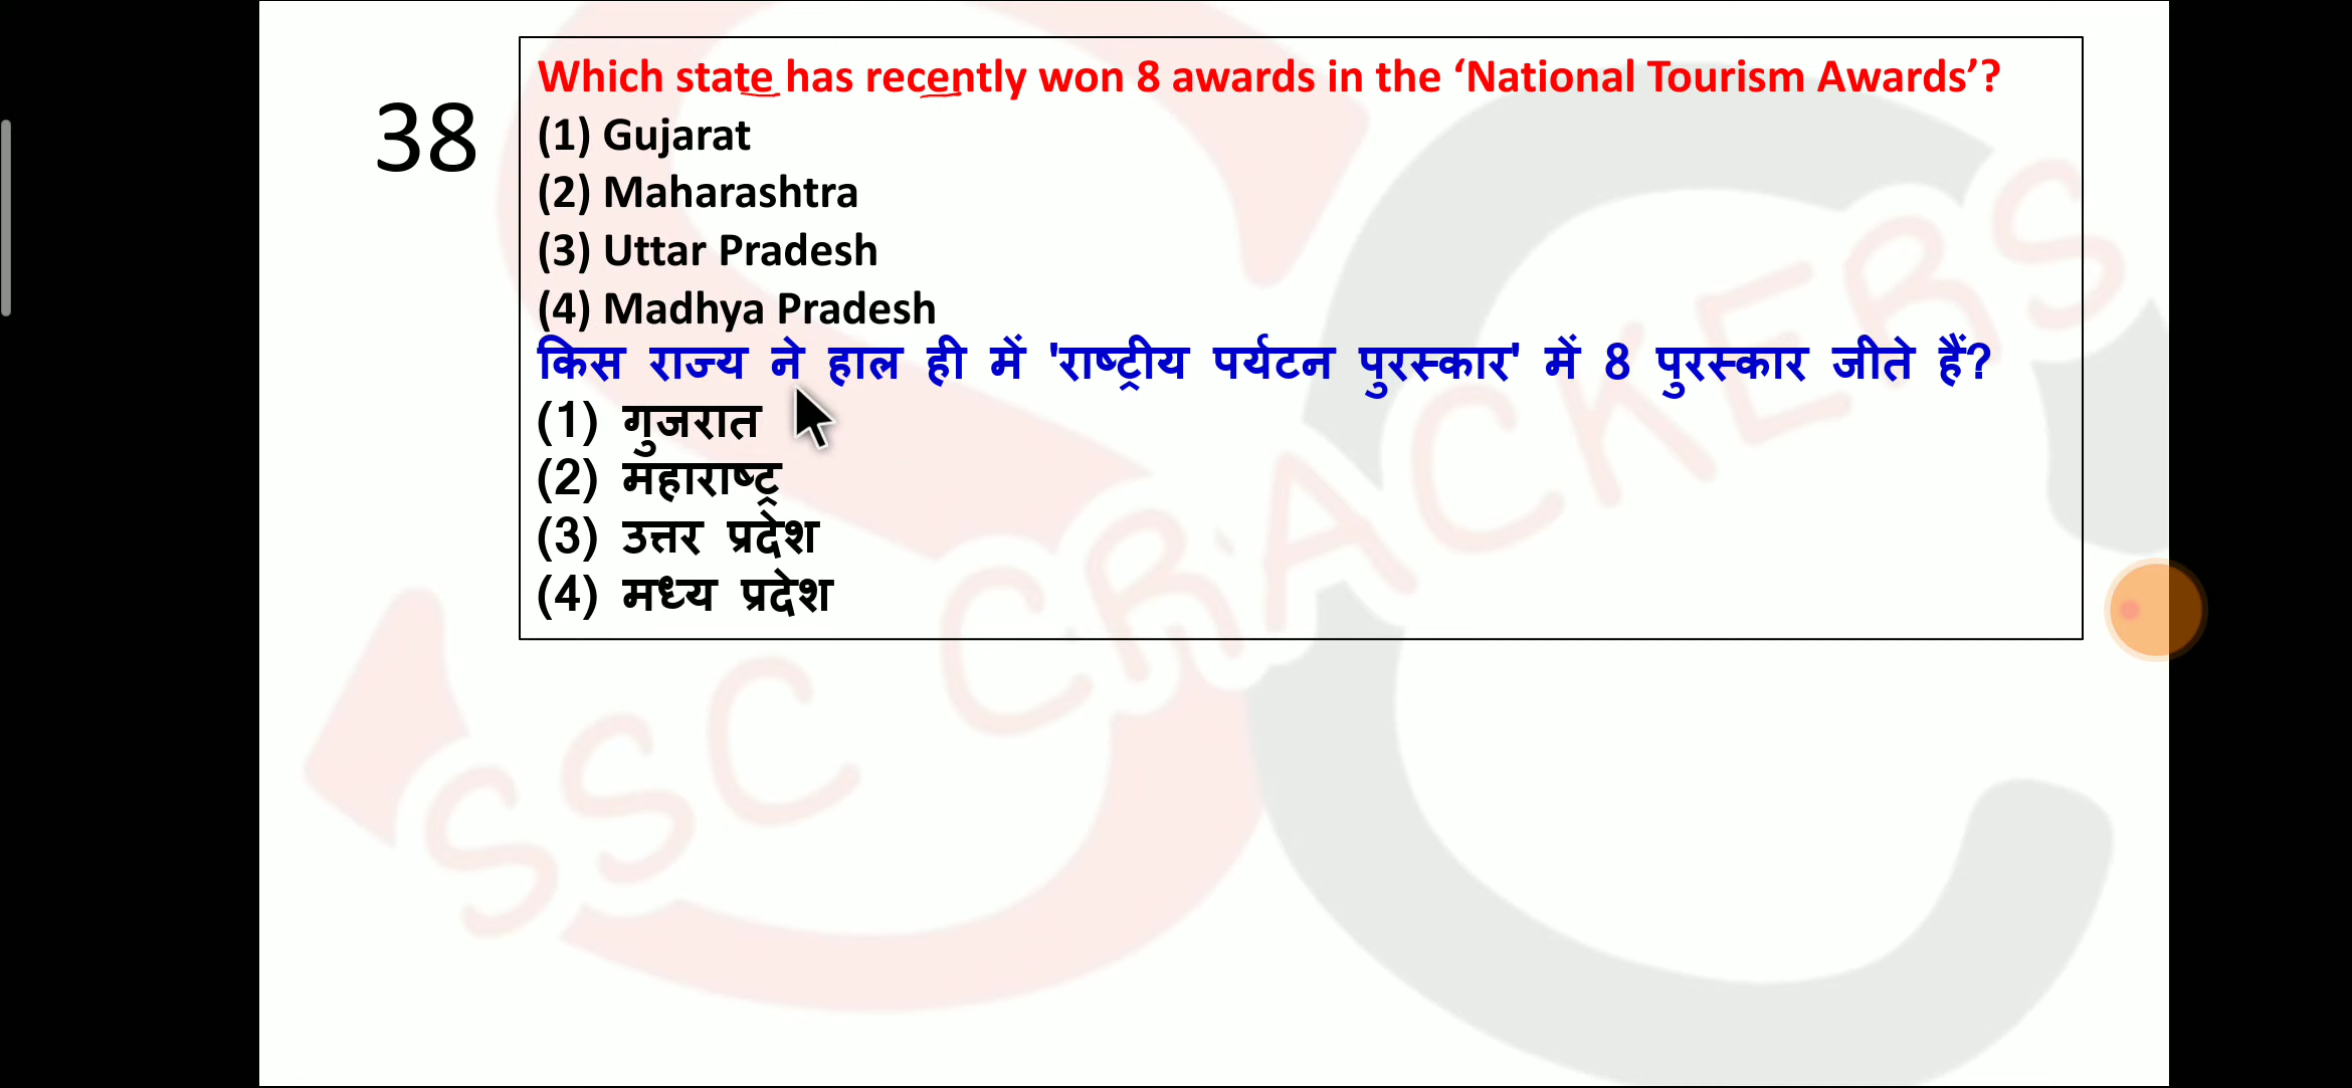 38
Which state has recently won 8 awards in the ‘National Tourism Awards’?
(1) Gujarat
(2) Maharashtra
(3) Uttar Pradesh
(4) Madhya Pradesh
किस राज्य ने हाल ही में 'राष्ट्रीय पर्यटन पुरस्कार' में 8 पुरस्कार जीते हैं?
(1) गुजरात
(2) महाराष्ट्र
(3) उत्तर प्रदेश
(4) मध्य प्रदेश
SSC CRACKERS